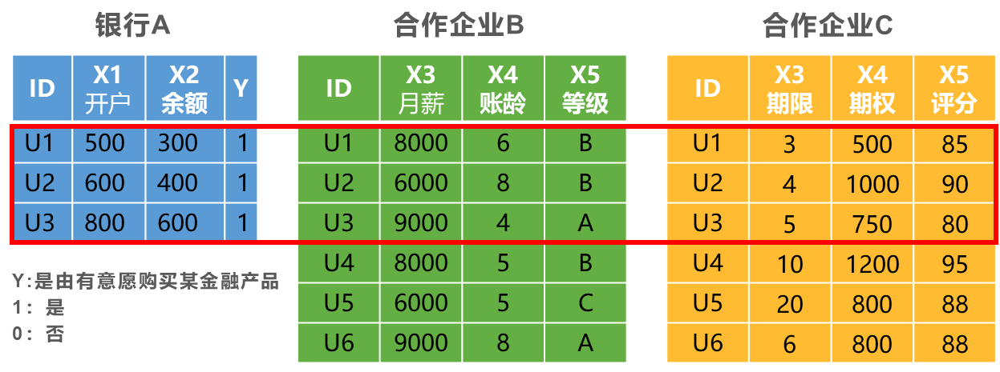 银行A 合作企业B 合作企业C
ID X1 开户 X2 余额 Y ID X3 月薪 X4 账龄 X5 等级 ID X3 期限 X4 期权 X5 评分
U1 500 300 1 U1 8000 6 B U1 3 500 85
U2 600 400 1 U2 6000 8 B U2 4 1000 90
U3 800 600 1 U3 9000 4 A U3 5 750 80
U4 8000 5 B U4 10 1200 95
U5 6000 5 C U5 20 800 88
U6 9000 8 A U6 6 800 88
Y:是由有意愿购买某金融产品
1：是
0：否